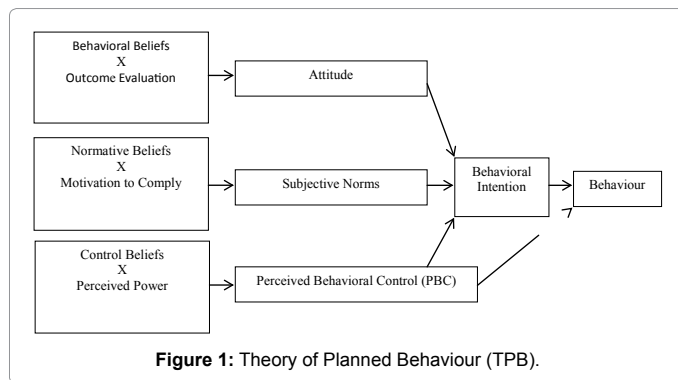 Behavioral Beliefs
X
Outcome Evaluation
Attitude
Normative Beliefs
X
Motivation to Comply
Subjective Norms
Behavioral
Intention
Behaviour
Control Beliefs
X
Perceived Power
Perceived Behavioral Control (PBC)
Figure 1: Theory of Planned Behaviour (TPB).